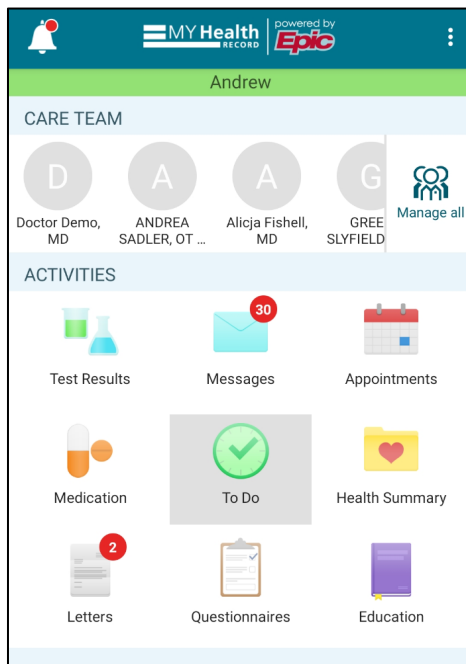 MY Health
RECORD
powered by
Epic
Andrew
CARE TEAM
D
A
A
G
Doctor Demo,
MD
ANDREA
SADLER, OT ...
Alicja Fishell,
MD
GREE
SLYFIELD
Manage all
ACTIVITIES
30
Test Results
Messages
Appointments
Medication
To Do
Health Summary
2
Letters
Questionnaires
Education